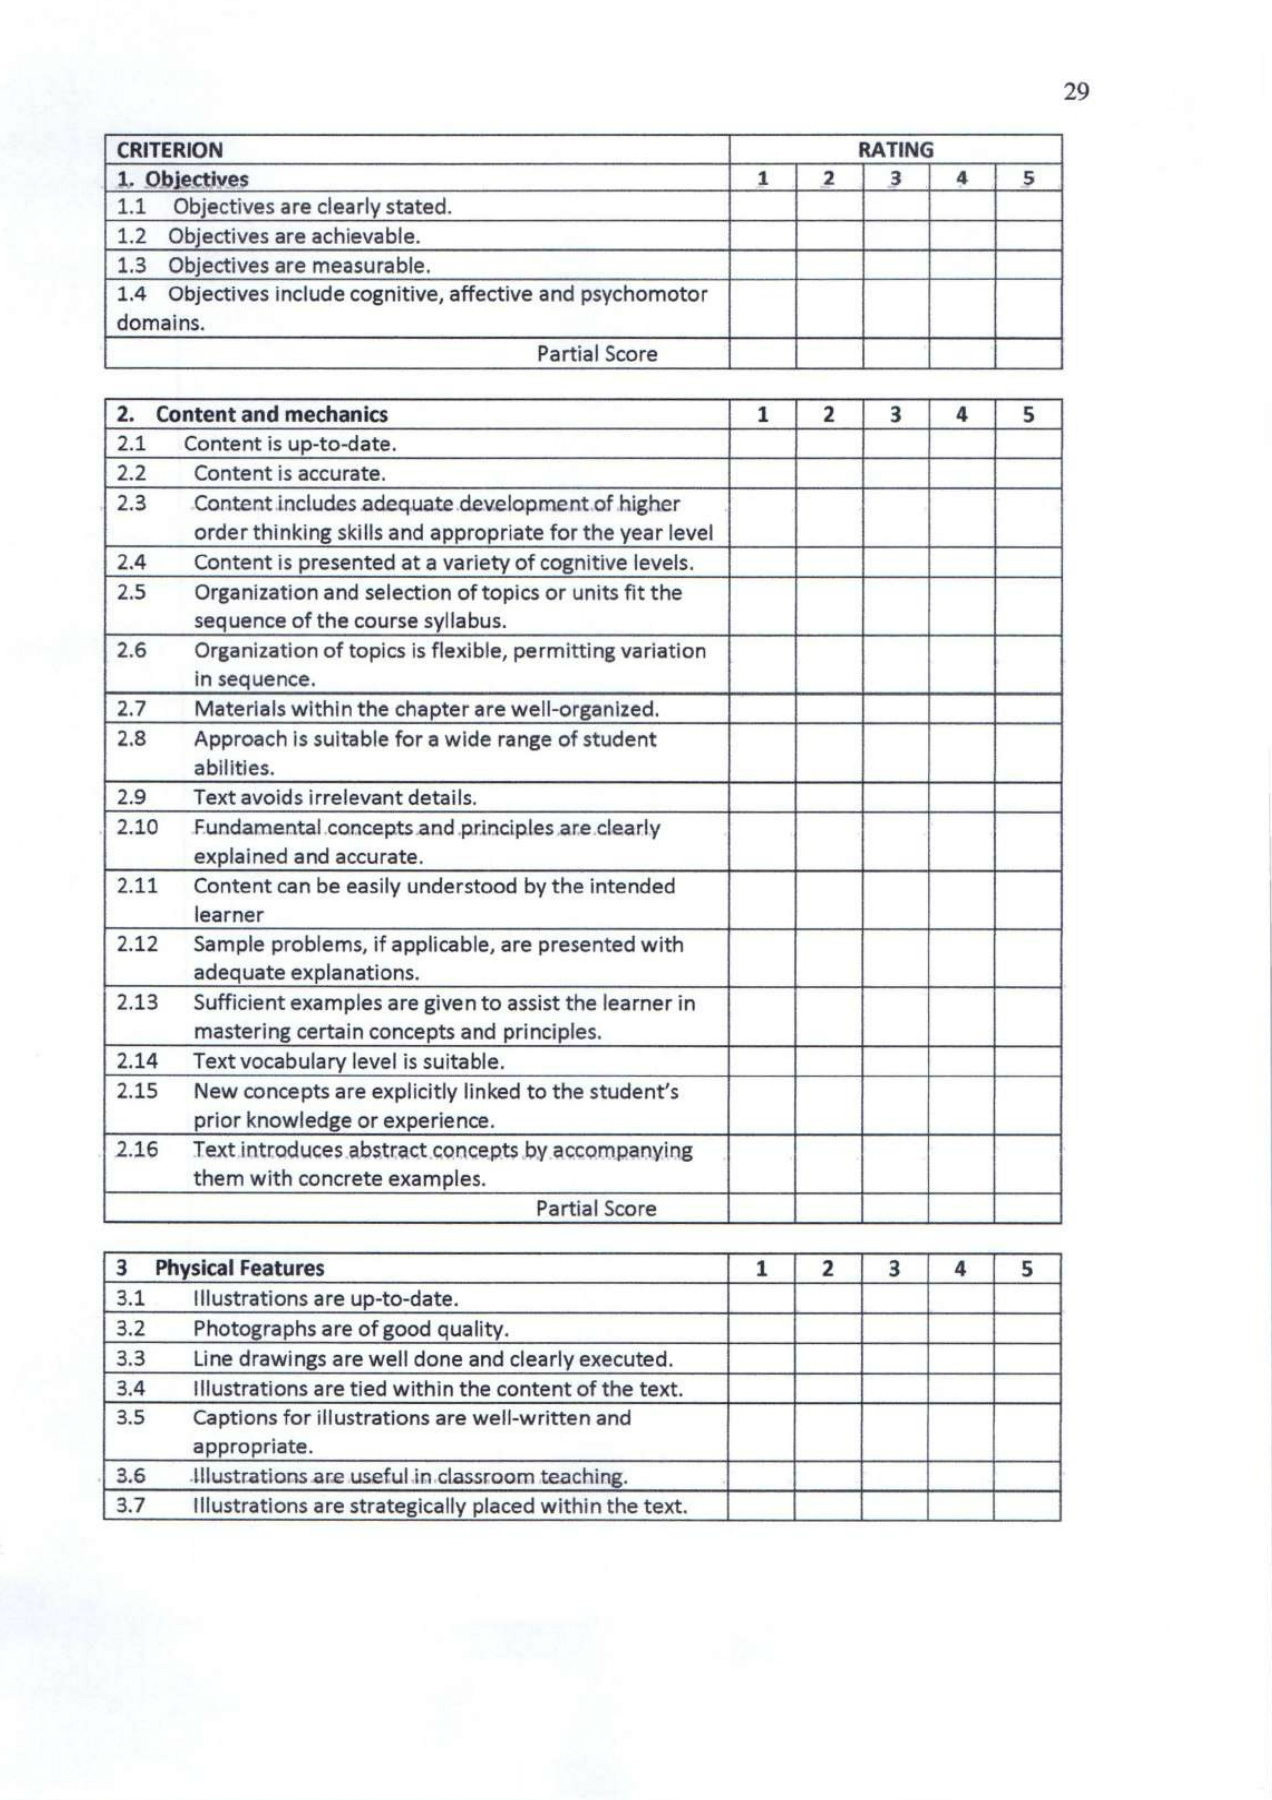 29
CRITERION RATING
1. Objectives 1 2 3 4 5
1.1 Objectives are clearly stated.
1.2 Objectives are achievable.
1.3 Objectives are measurable.
1.4 Objectives include cognitive, affective and psychomotor
domains.
Partial Score
2. Content and mechanics 1 2 3 4 5
2.1 Content is up-to-date.
2.2 Content is accurate.
2.3 Content includes adequate development of higher
order thinking skills and appropriate for the year level
2.4 Content is presented at a variety of cognitive levels.
2.5 Organization and selection of topics or units fit the
sequence of the course syllabus.
2.6 Organization of topics is flexible, permitting variation
in sequence.
2.7 Materials within the chapter are well-organized.
2.8 Approach is suitable for a wide range of student
abilities.
2.9 Text avoids irrelevant details.
2.10 Fundamental concepts and principles are clearly
explained and accurate.
2.11 Content can be easily understood by the intended
learner
2.12 Sample problems, if applicable, are presented with
adequate explanations.
2.13 Sufficient examples are given to assist the learner in
mastering certain concepts and principles.
2.14 Text vocabulary level is suitable.
2.15 New concepts are explicitly linked to the student's
prior knowledge or experience.
2.16 Text introduces abstract concepts by accompanying
them with concrete examples.
Partial Score
3 Physical Features 1 2 3 4 5
3.1 Illustrations are up-to-date.
3.2 Photographs are of good quality.
3.3 Line drawings are well done and clearly executed.
3.4 Illustrations are tied within the content of the text.
3.5 Captions for illustrations are well-written and
appropriate.
3.6 Illustrations are useful in classroom teaching.
3.7 Illustrations are strategically placed within the text.